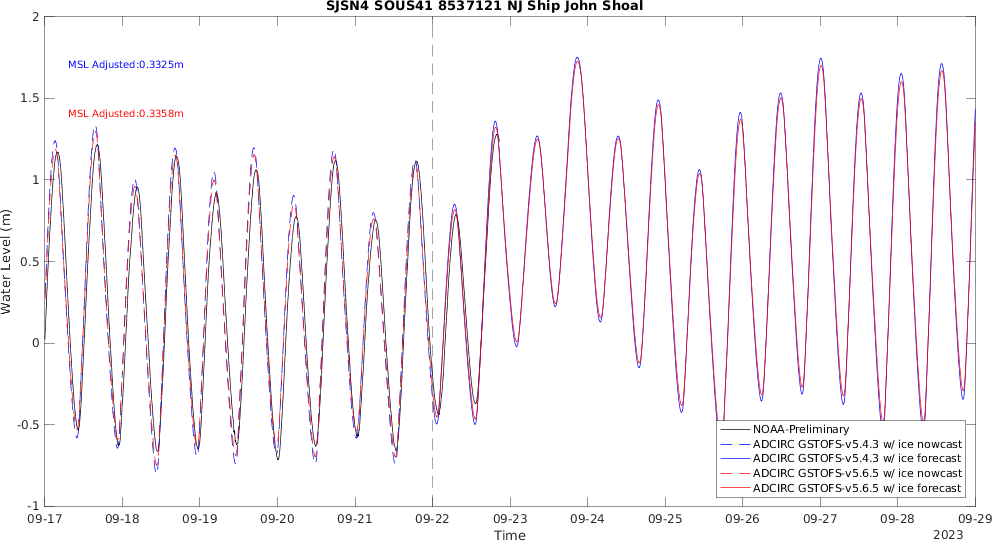 SJSN4 SOUS41 8537121 NJ Ship John Shoal
MSL Adjusted:0.3325m
MSL Adjusted:0.3358m
Water Level (m)
2
1.5
1
0.5
0
-0.5
-1
NOAA-Preliminary
ADCIRC GSTOFS-v5.4.3 w/ ice nowcast
ADCIRC GSTOFS-v5.4.3 w/ ice forecast
ADCIRC GSTOFS-v5.6.5 w/ ice nowcast
ADCIRC GSTOFS-v5.6.5 w/ ice forecast
09-17 09-18 09-19 09-20 09-21 09-22 09-23 09-24 09-25 09-26 09-27 09-28 09-29
Time
2023